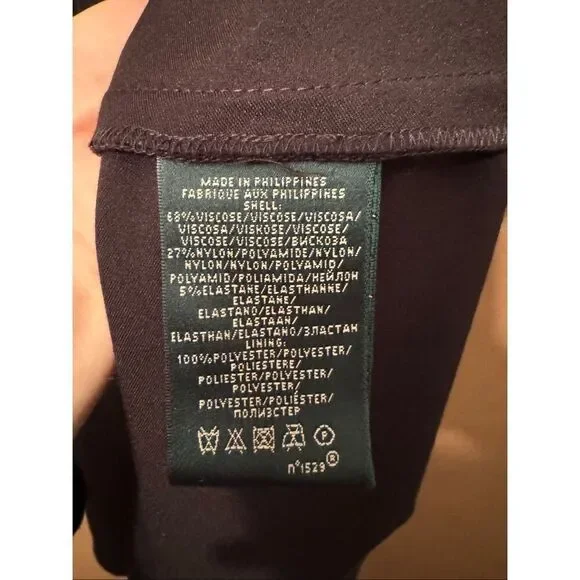 MADE IN PHILIPPINES
FABRIQUE AUX PHILIPPINES
SHELL:
68%VISCOSE/VISCOSE/VISCOSA/
VISCOSA/VISKOSE/VISCOSE/
VISCOSE/VISCOSE/ВИСКОЗА
27%NYLON/POLYAMIDE/NYLON/
NYLON/NYLON/POLYAMID/
POLYAMID/POLIAMIDA/НЕЙЛОН
5%ELASTANE/ELASTHANNE/
ELASTANE/
ELASTANO/ELASTHAN/
ELASTAAN/
ELASTHAN/ELASTANO/ЭЛАСТАН
LINING:
100%POLYESTER/POLYESTER/
POLIESTERE/
POLIESTER/POLYESTER/
POLYESTER/
POLYESTER/POLIÉSTER/
ПОЛИЭСТЕР
P
n°1529®